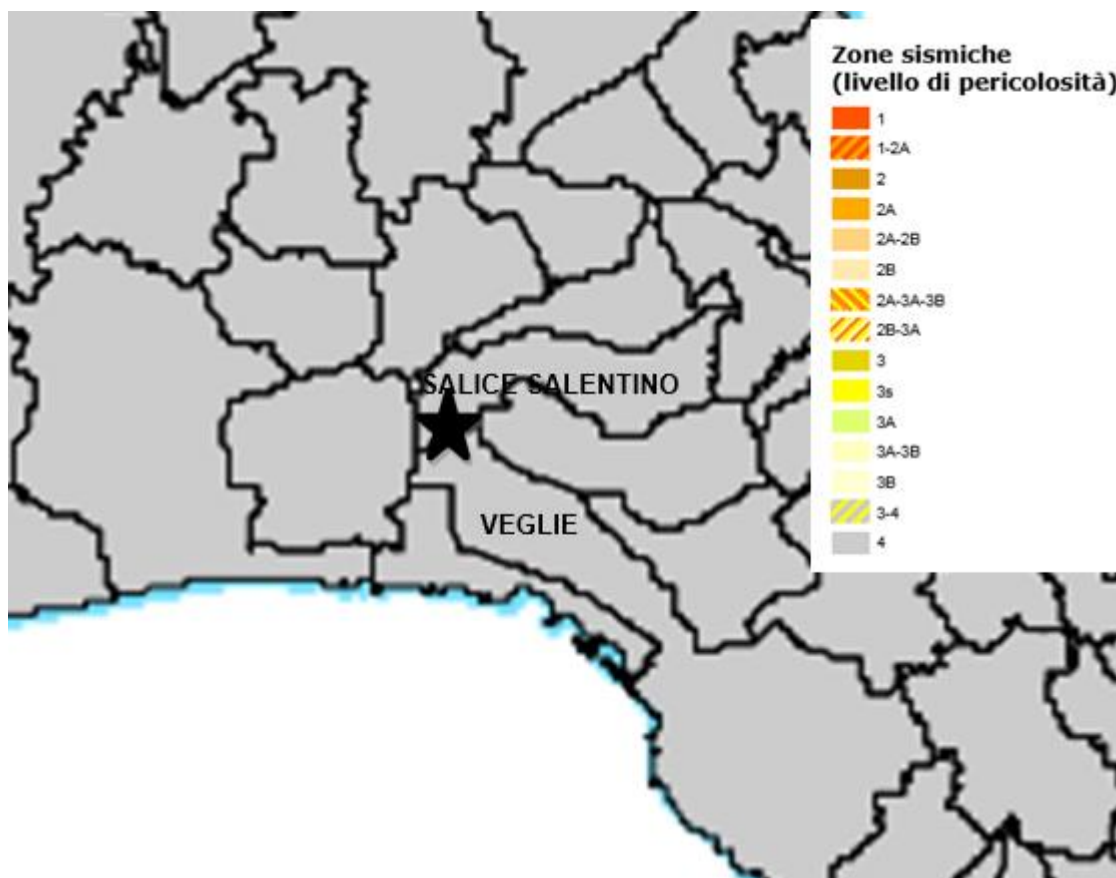 Zone sismiche
(livello di pericolosità)
1
1-2A
2
2A
2A-2B
2B
2A-3A-3B
2B-3A
3
3s
3A
3A-3B
3B
3-4
4
SALICE SALENTINO
VEGLIE